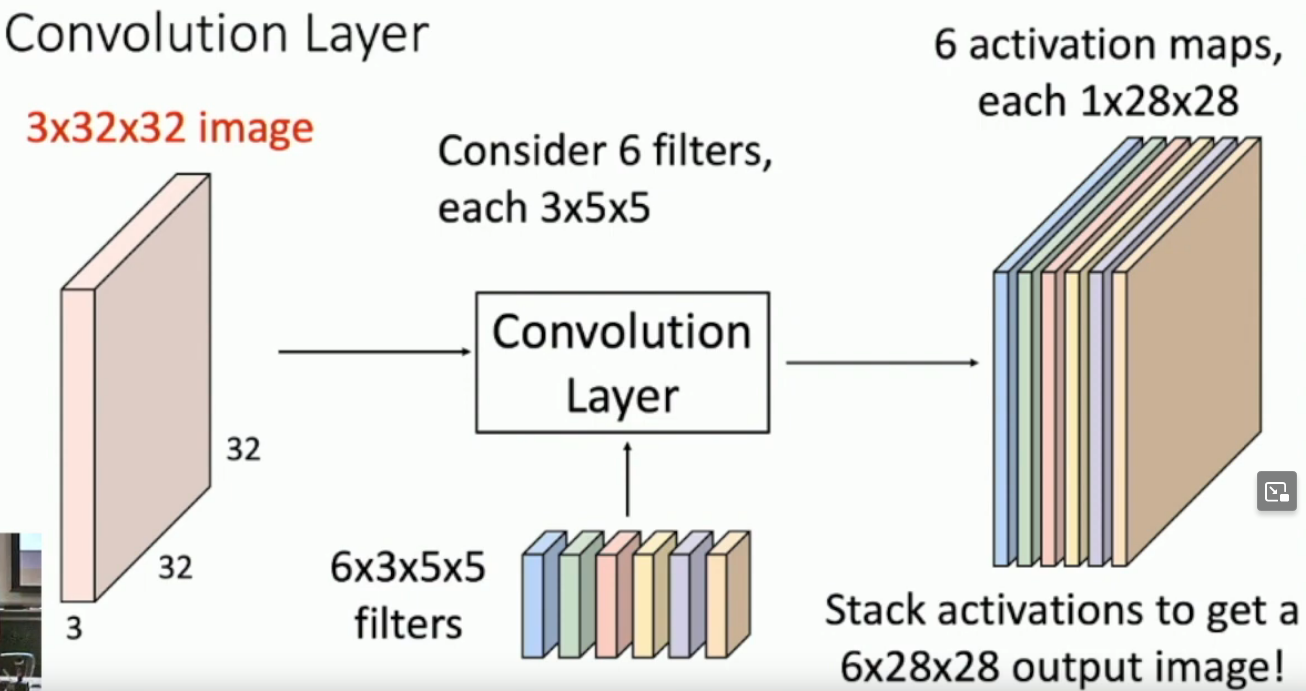 Convolution Layer
3x32x32 image
Consider 6 filters,
each 3x5x5
6 activation maps,
each 1x28x28
Convolution
Layer
32
32
3
6x3x5x5
filters
Stack activations to get a
6x28x28 output image!